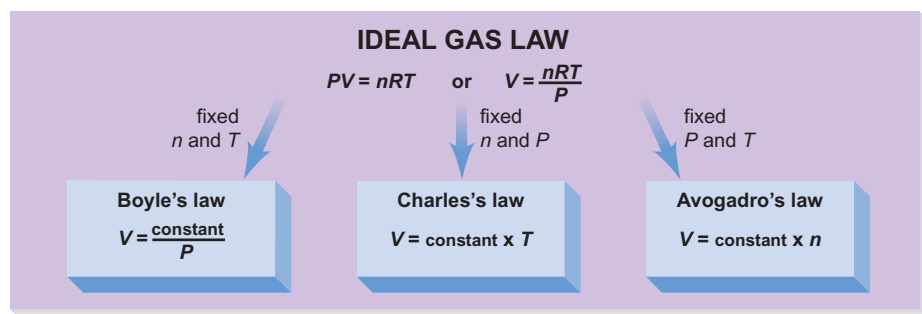 IDEAL GAS LAW
PV = nRT or V = nRT/P
fixed
n and T
fixed
n and P
fixed
P and T
Boyle's law
V = constant/P
Charles's law
V = constant x T
Avogadro's law
V = constant x n